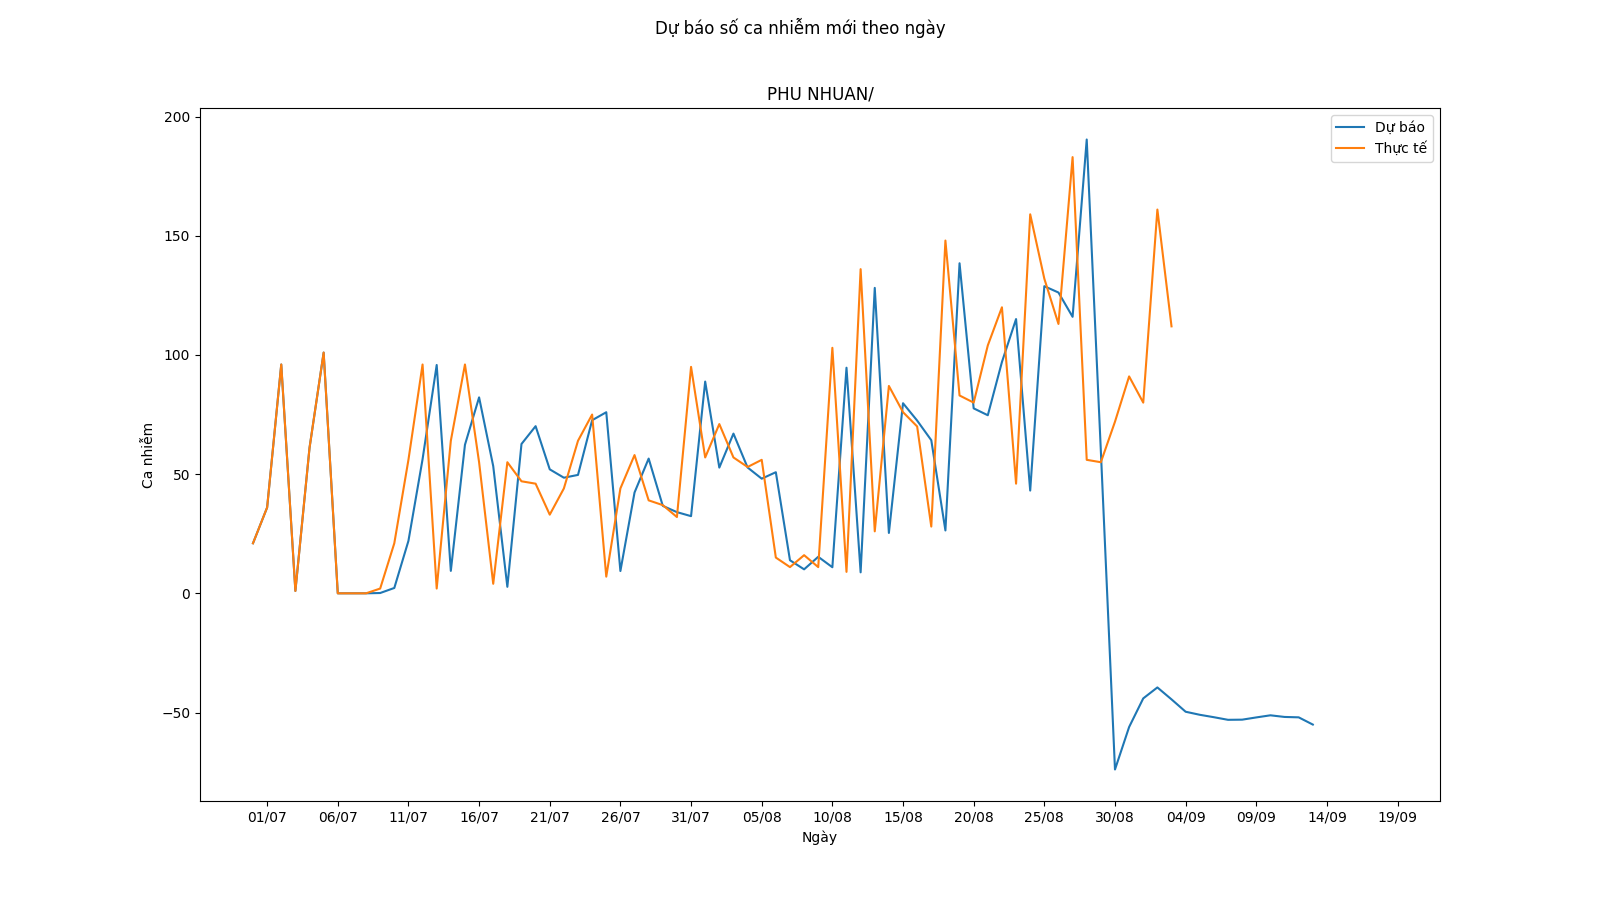 Dự báo số ca nhiễm mới theo ngày
PHU NHUAN/
Dự báo
Thực tế
200
150
100
50
0
−50
Ca nhiễm
01/07 06/07 11/07 16/07 21/07 26/07 31/07 05/08 10/08 15/08 20/08 25/08 30/08 04/09 09/09 14/09 19/09
Ngày